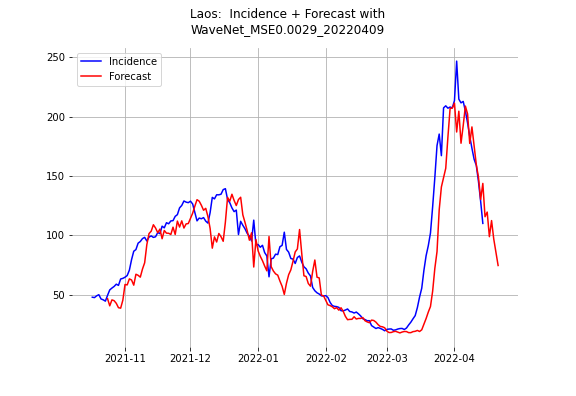 Laos:  Incidence + Forecast with
WaveNet_MSE0.0029_20220409
Incidence
Forecast
250
200
150
100
50
2021-11
2021-12
2022-01
2022-02
2022-03
2022-04